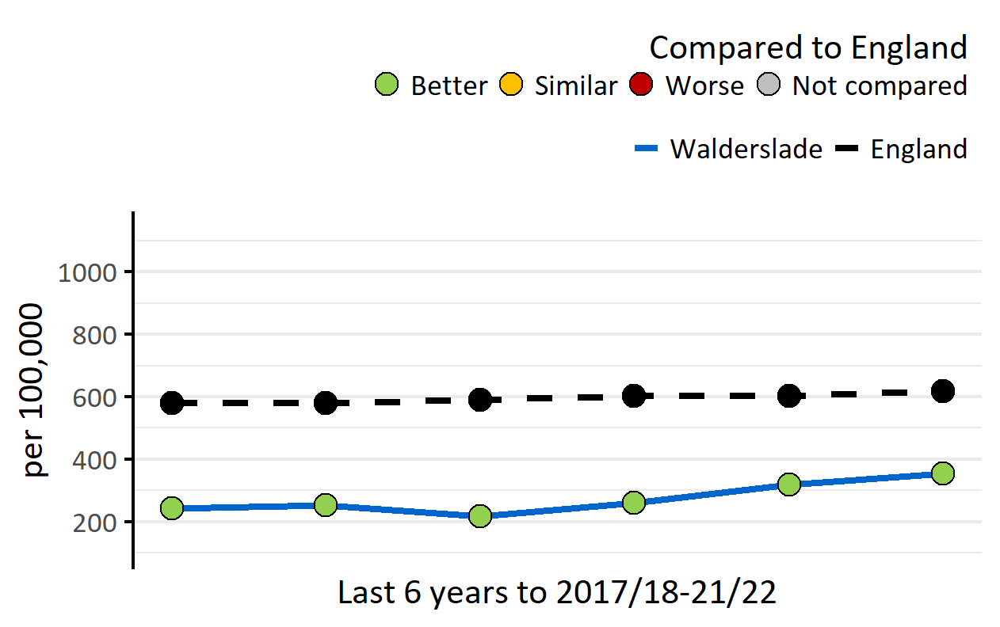 Compared to England
Better Similar Worse Not compared
Walderslade England
1000
800
600
400
200
per 100,000
Last 6 years to 2017/18-21/22